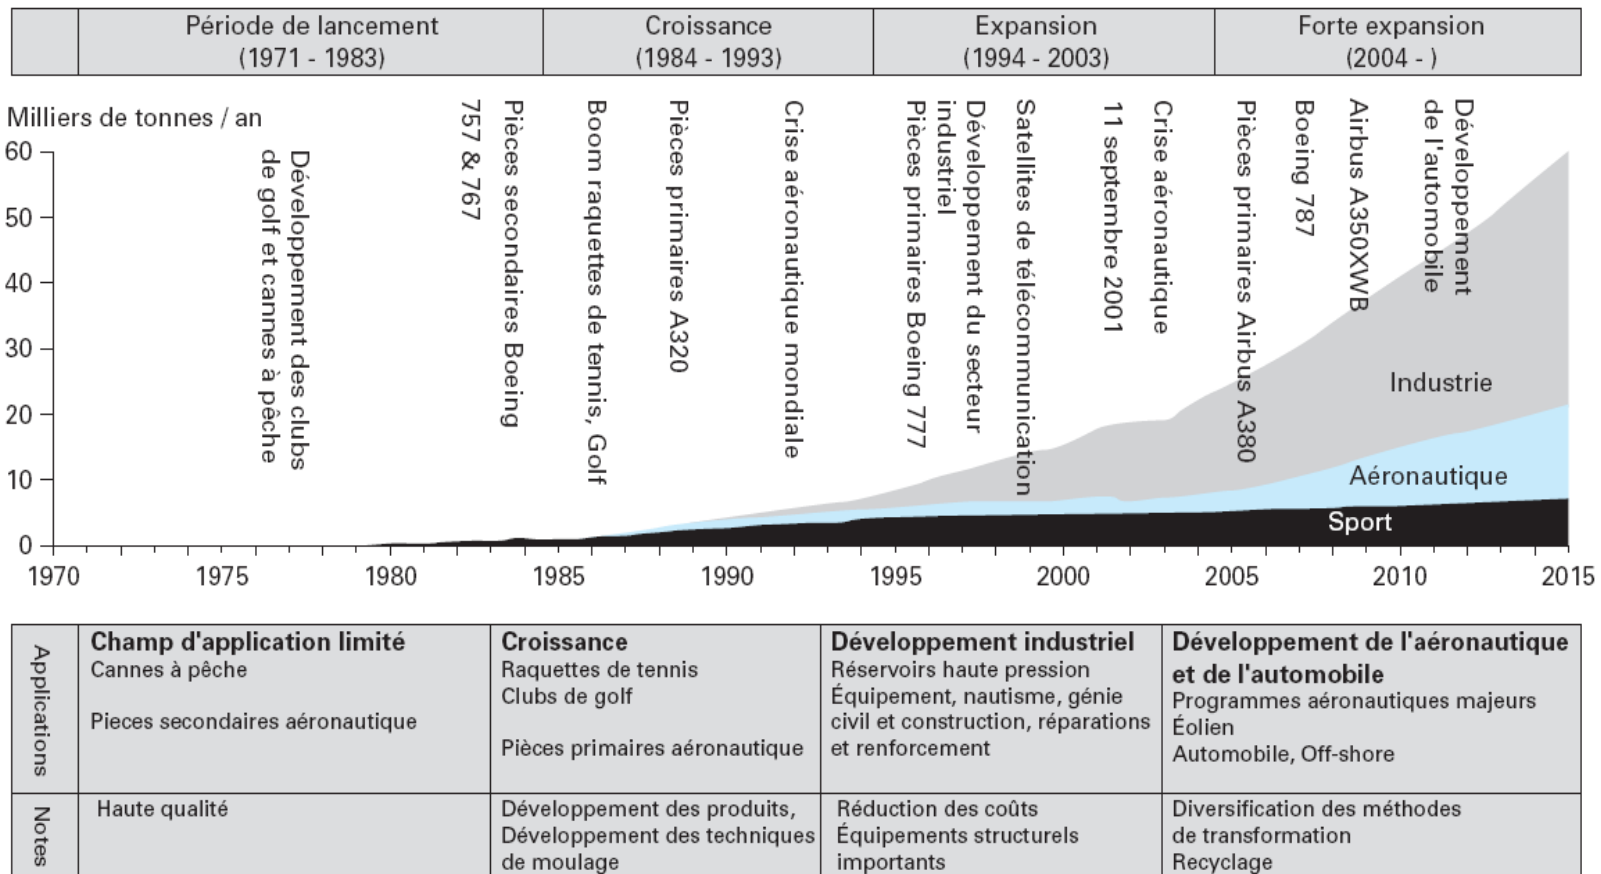 Période de lancement
(1971 - 1983)
Croissance
(1984 - 1993)
Expansion
(1994 - 2003)
Forte expansion
(2004 - )
Milliers de tonnes / an
60
50
40
30
20
10
0
Développement des clubs
de golf et cannes à pêche
Pièces secondaires Boeing
757 & 767
Boom raquettes de tennis, Golf
Pièces primaires A320
Crise aéronautique mondiale
Pièces primaires Boeing 777
Développement du secteur
industriel
Satellites de télécommunication
11 septembre 2001
Crise aéronautique
Pièces primaires Airbus A380
Boeing 787
Airbus A350XWB
Développement
de l'automobile
Industrie
Aéronautique
Sport
1970
1975
1980
1985
1990
1995
2000
2005
2010
2015
Applications
Champ d'application limité
Cannes à pêche
Pieces secondaires aéronautique
Croissance
Raquettes de tennis
Clubs de golf
Pièces primaires aéronautique
Développement industriel
Réservoirs haute pression
Équipement, nautisme, génie
civil et construction, réparations
et renforcement
Développement de l'aéronautique
et de l'automobile
Programmes aéronautiques majeurs
Éolien
Automobile, Off-shore
Notes
Haute qualité
Développement des produits,
Développement des techniques
de moulage
Réduction des coûts
Équipements structurels
importants
Diversification des méthodes
de transformation
Recyclage